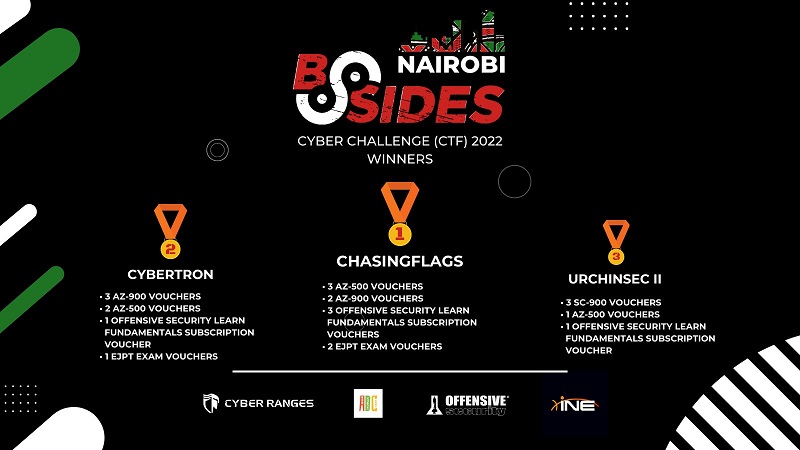 NAIROBI
BSIDES
CYBER CHALLENGE (CTF) 2022
WINNERS
2
CYBERTRON
• 3 AZ-900 VOUCHERS
• 2 AZ-500 VOUCHERS
• 1 OFFENSIVE SECURITY LEARN
FUNDAMENTALS SUBSCRIPTION
VOUCHER
• 1 EJPT EXAM VOUCHERS
1
CHASINGFLAGS
• 3 AZ-500 VOUCHERS
• 2 AZ-900 VOUCHERS
• 3 OFFENSIVE SECURITY LEARN
FUNDAMENTALS SUBSCRIPTION
VOUCHERS
• 2 EJPT EXAM VOUCHERS
3
URCHINSEC II
• 3 SC-900 VOUCHERS
• 1 AZ-500 VOUCHERS
• 1 OFFENSIVE SECURITY LEARN
FUNDAMENTALS SUBSCRIPTION
VOUCHER
CYBER RANGES
OFFENSIVE
security
INE